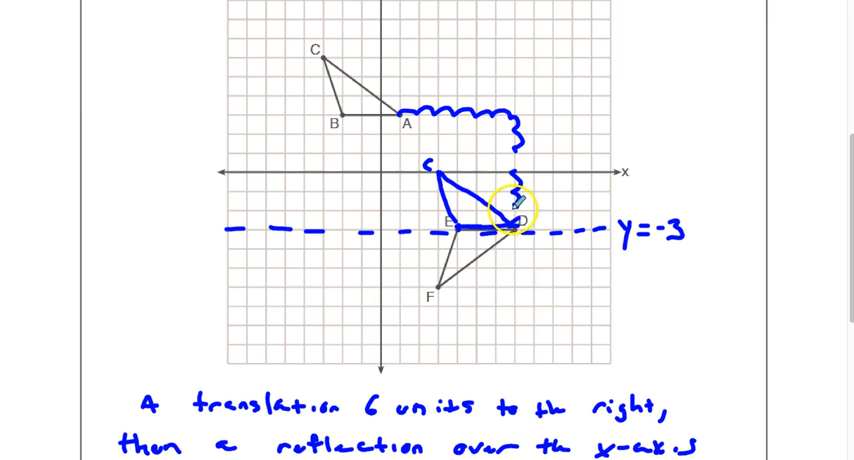 C
B
A
x
C
E
D
y = -3
F
A translation 6 units to the right,
then a reflection over the x-axis